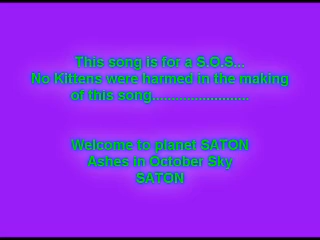 This song is for a S.O.S...
No Kittens were harmed in the making
of this song........................
Welcome to planet SATON
Ashes in October Sky
SATON